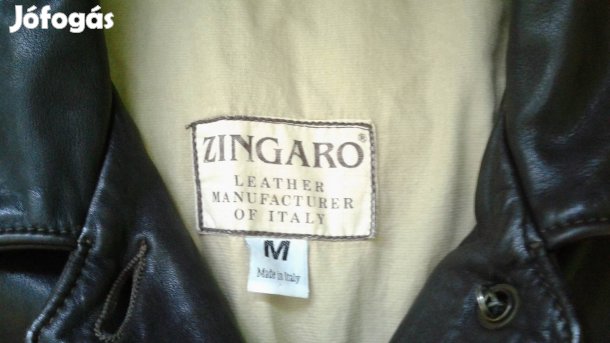 Jófogás
ZINGARO®
LEATHER
MANUFACTURER
OF ITALY
M
Made in Italy